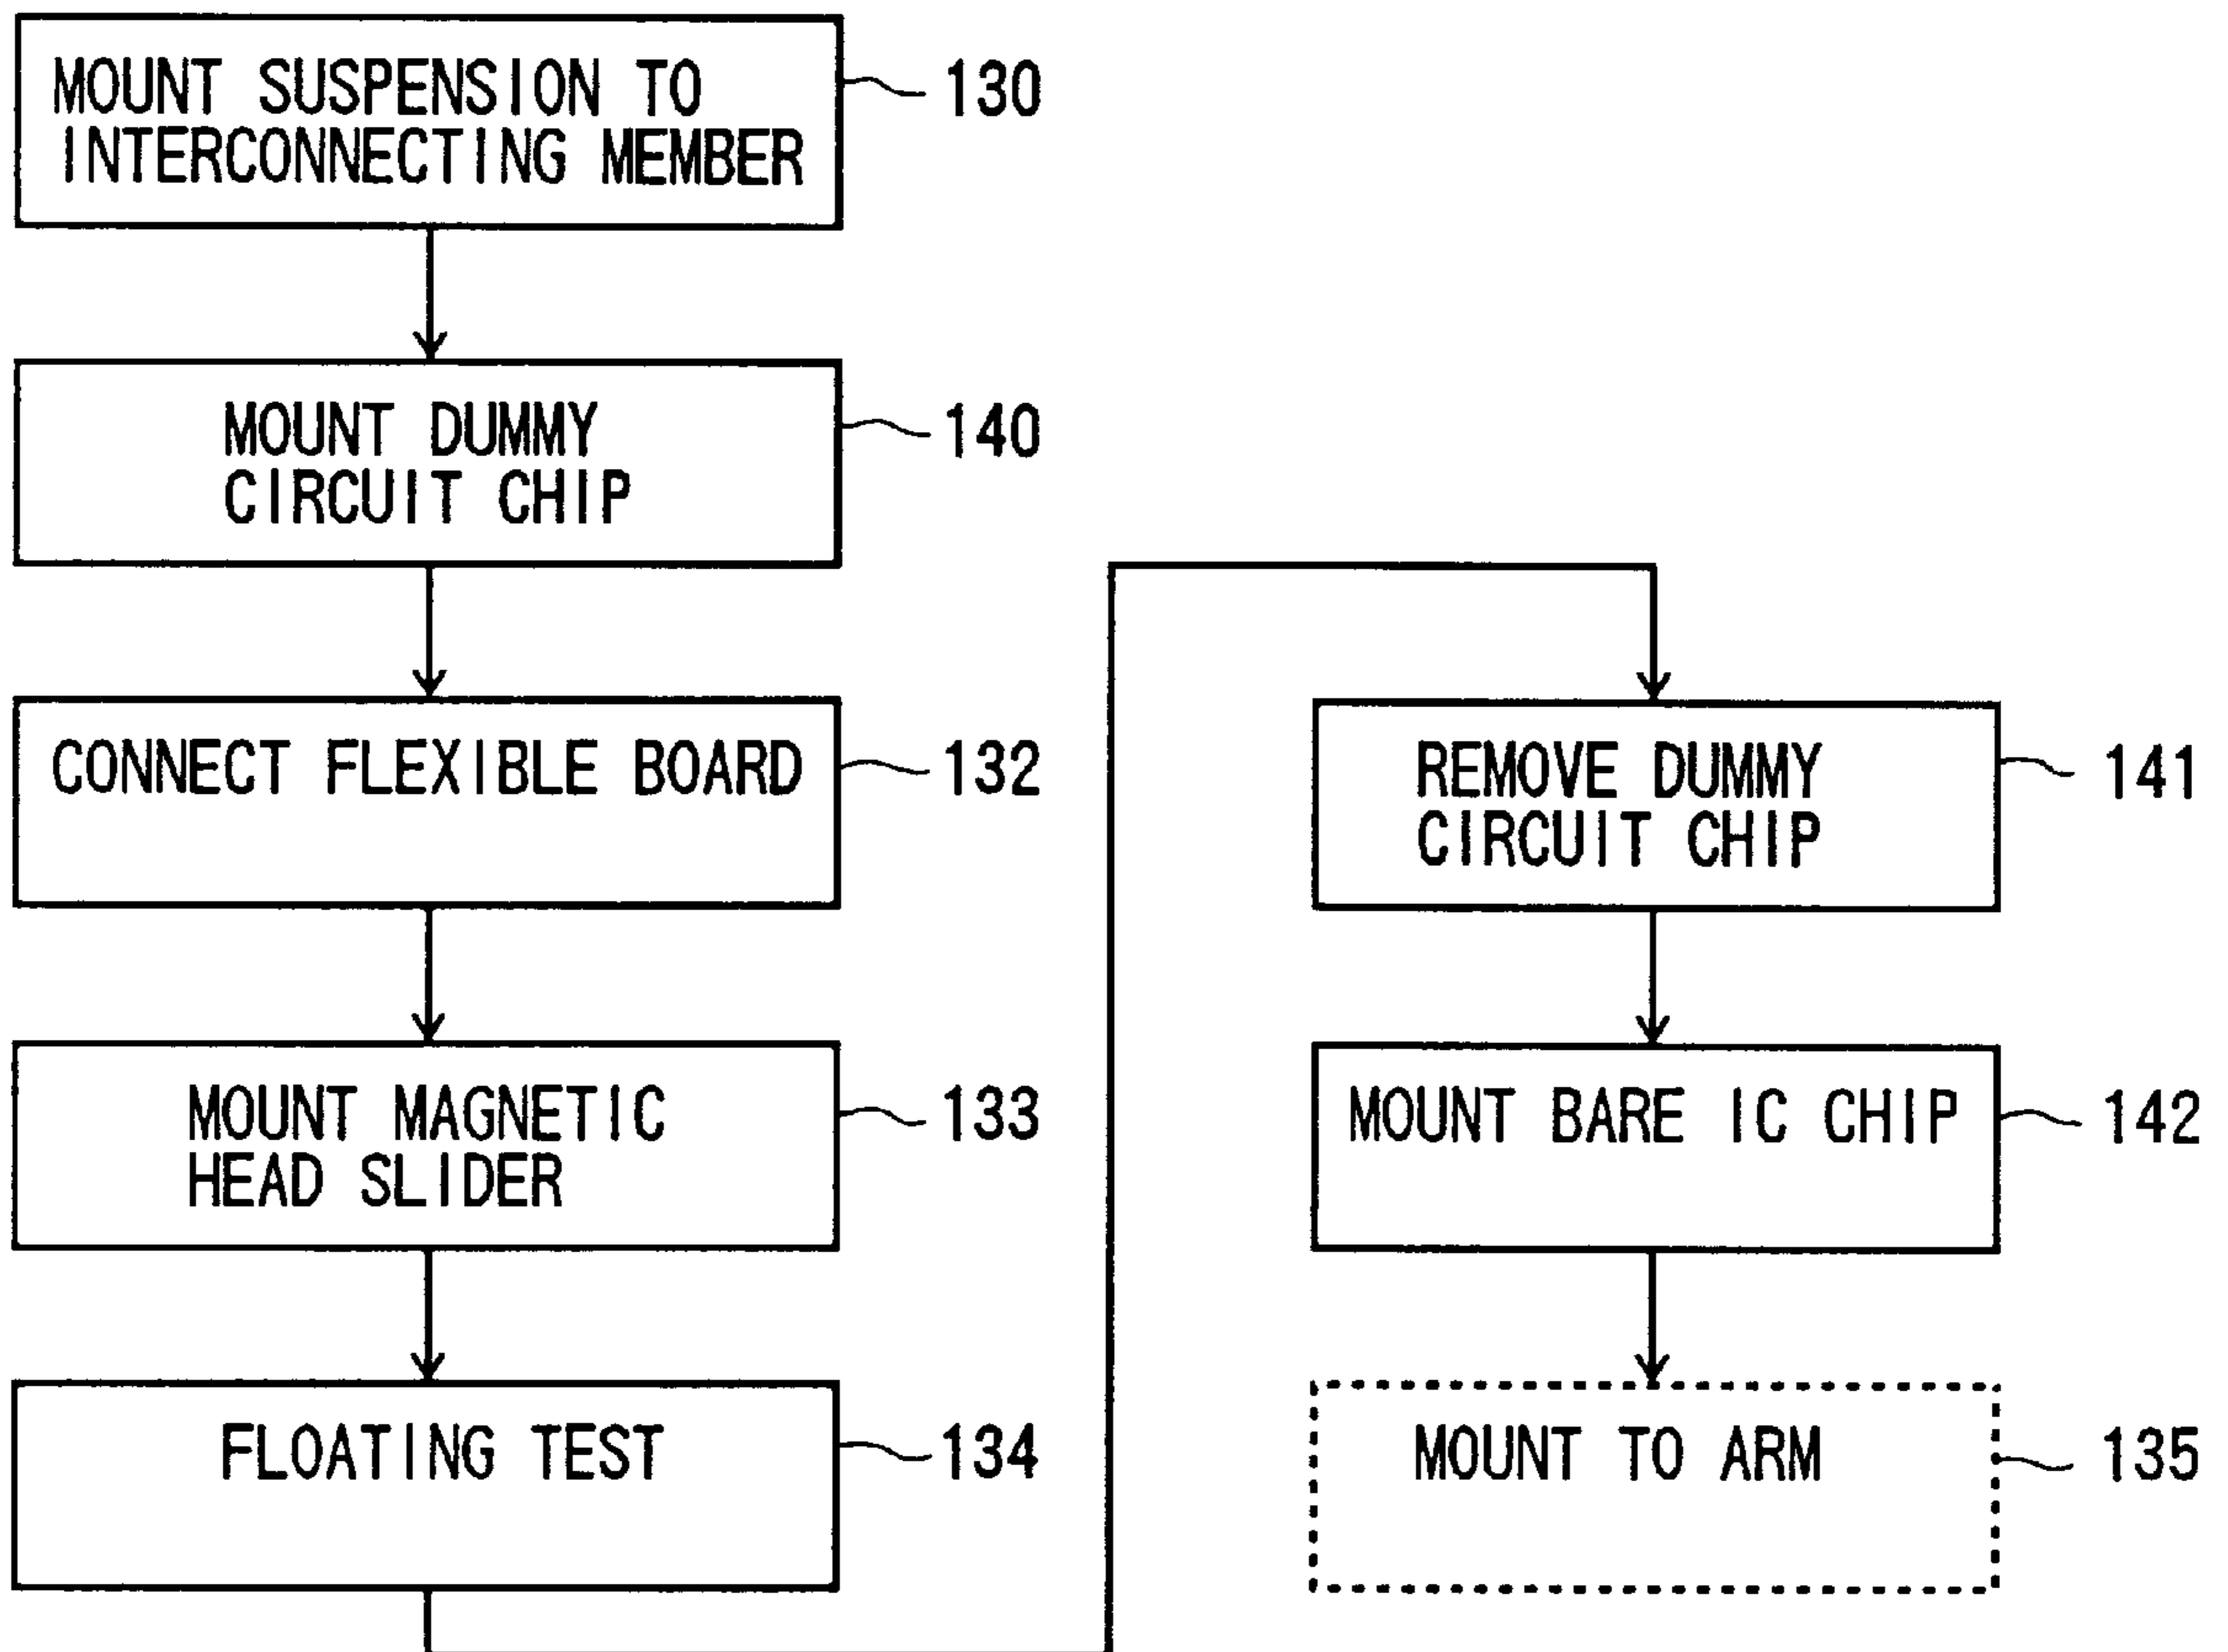 MOUNT SUSPENSION TO
INTERCONNECTING MEMBER
130
MOUNT DUMMY
CIRCUIT CHIP
140
CONNECT FLEXIBLE BOARD
132
MOUNT MAGNETIC
HEAD SLIDER
133
FLOATING TEST
134
REMOVE DUMMY
CIRCUIT CHIP
141
MOUNT BARE IC CHIP
142
MOUNT TO ARM
135